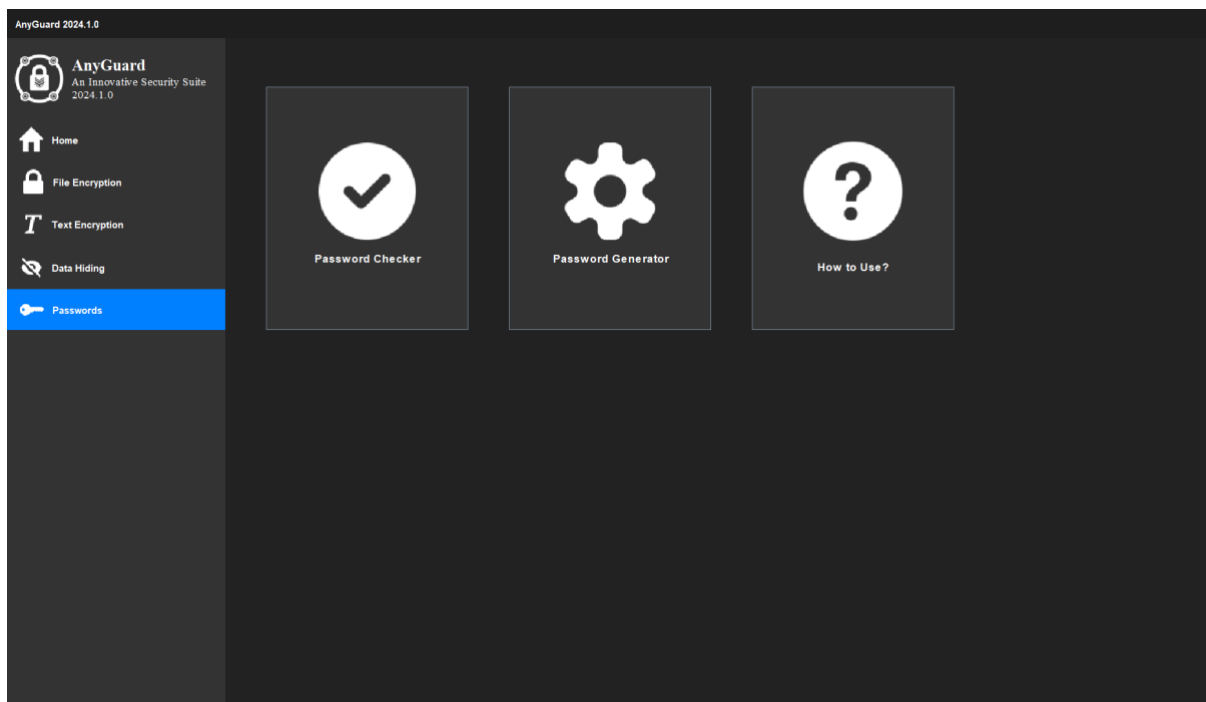 AnyGuard 2024.1.0
AnyGuard
An Innovative Security Suite
2024.1.0
Home
File Encryption
Text Encryption
Data Hiding
Passwords
Password Checker
Password Generator
How to Use?